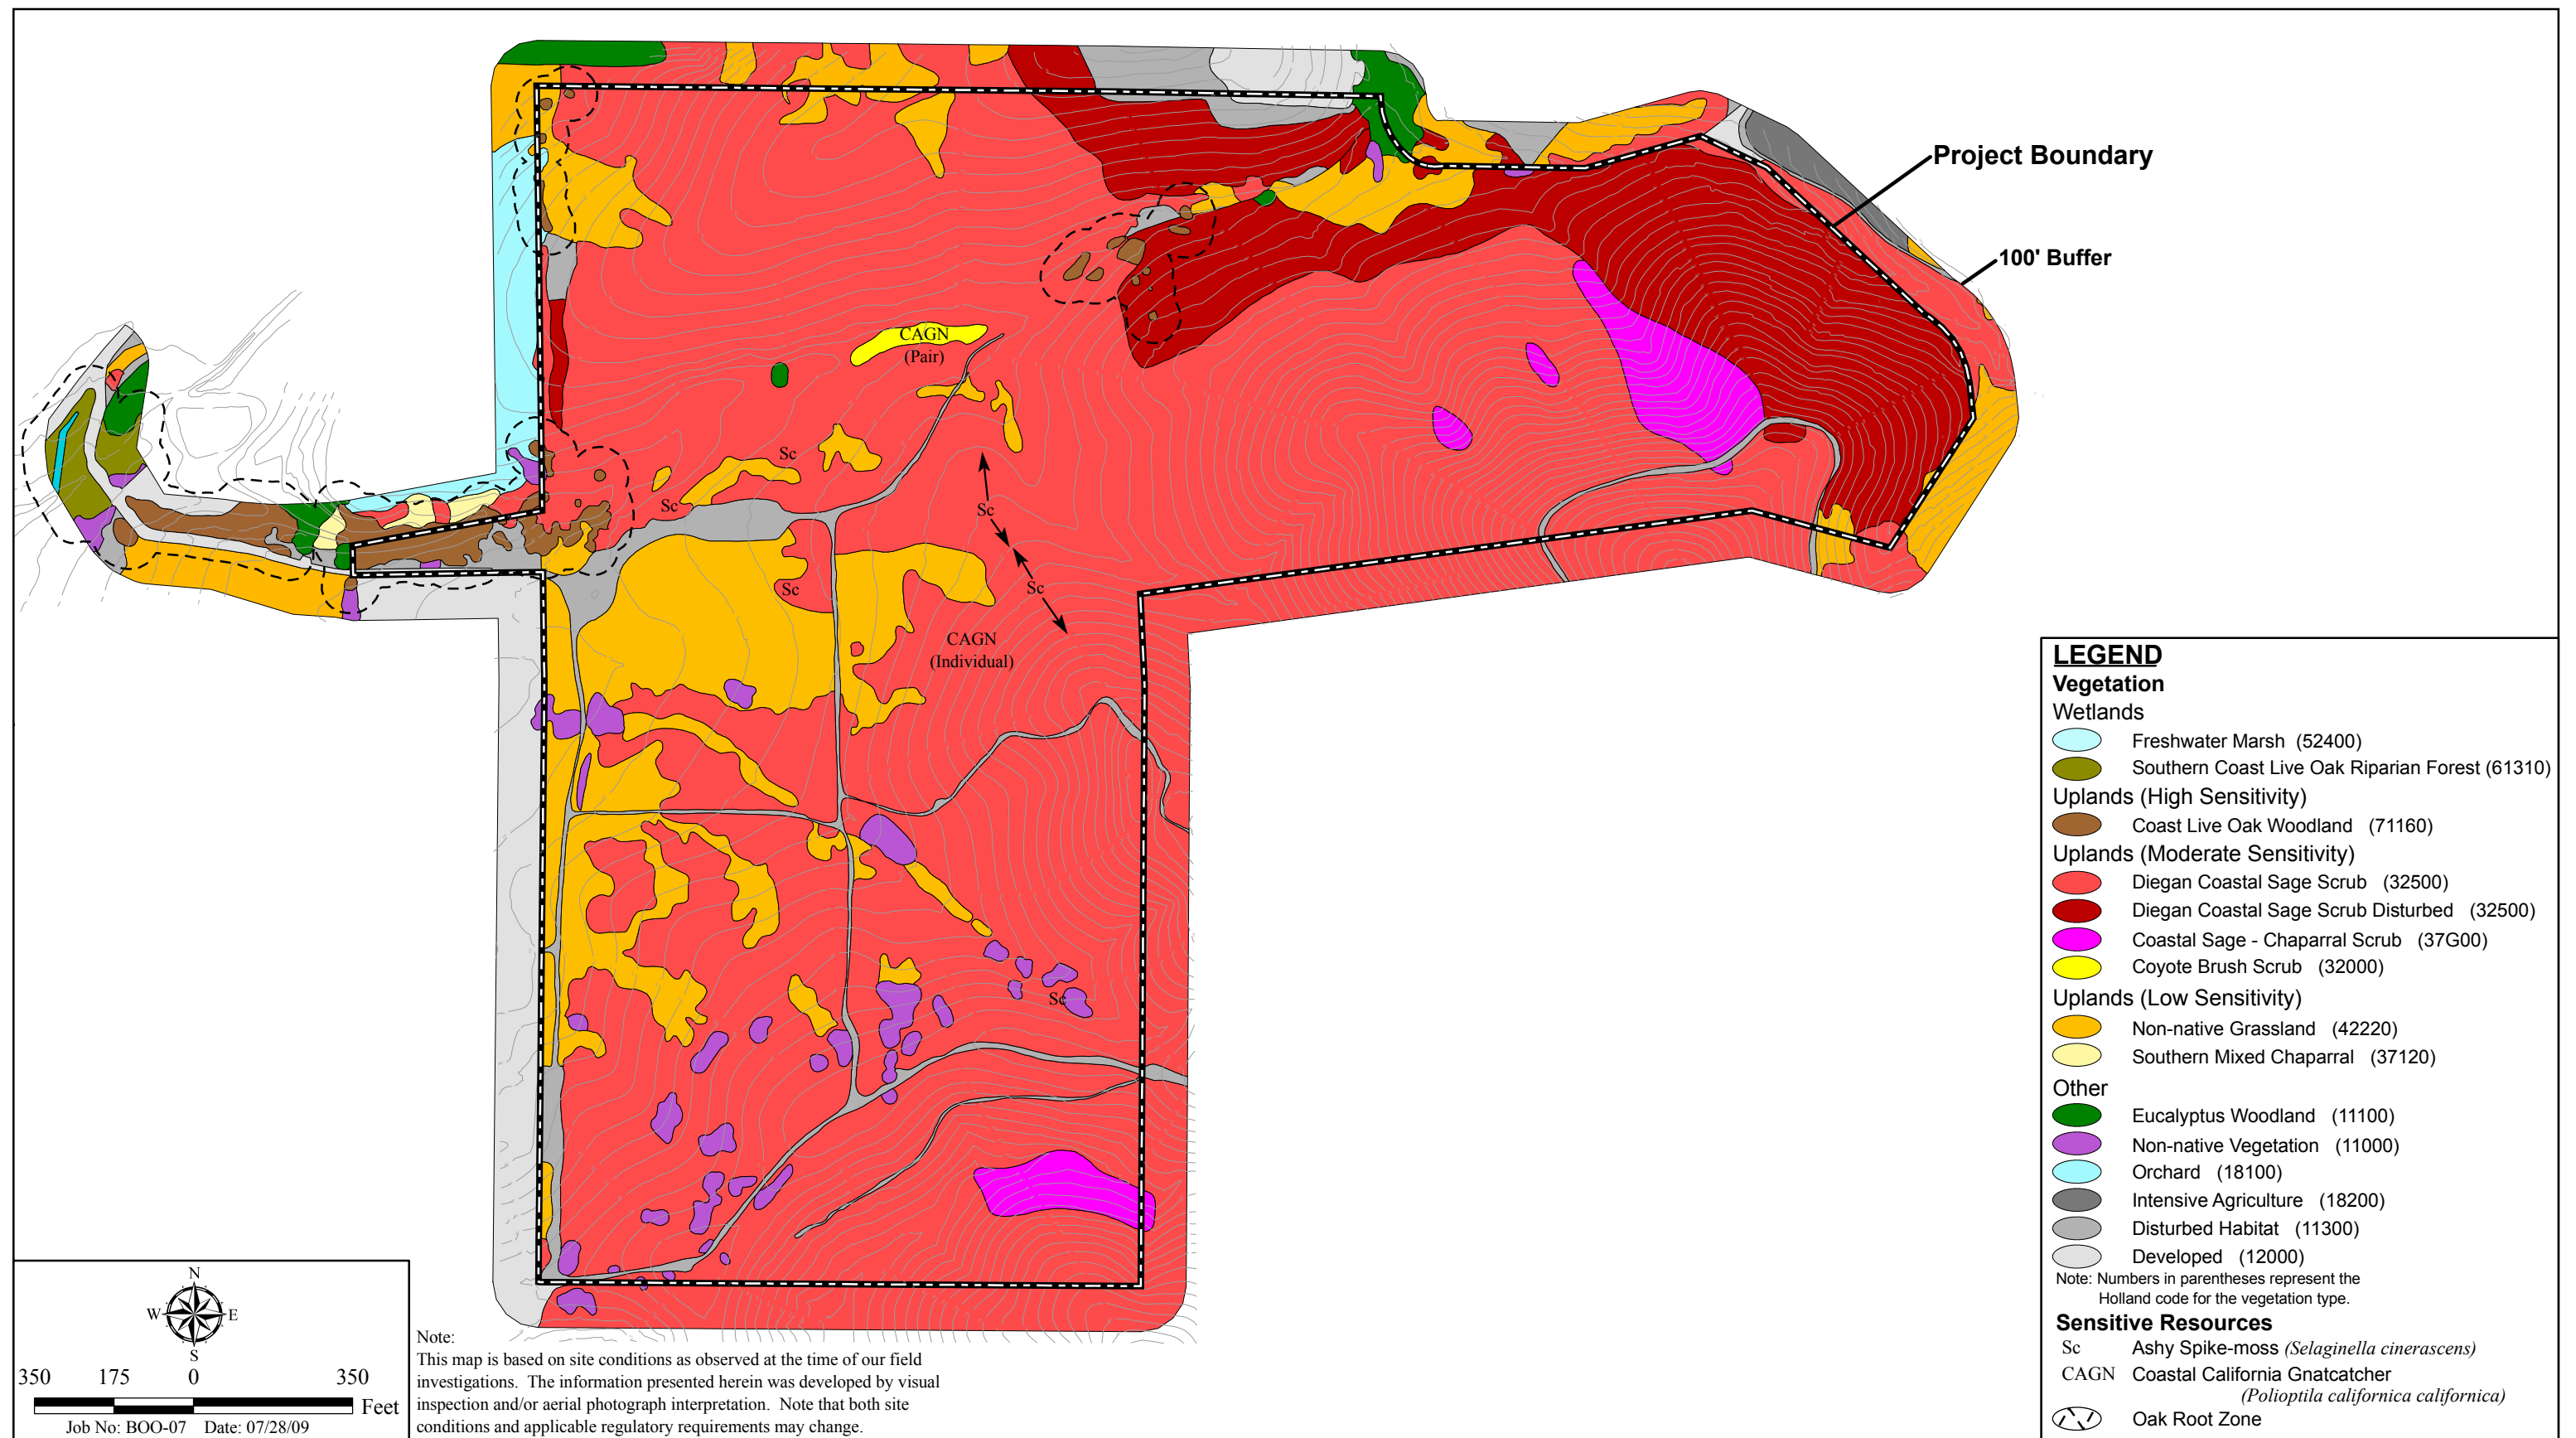 Project Boundary
100' Buffer
CAGN
(Pair)
Sc
Sc
Sc
Sc
Sc
CAGN
(Individual)
Sc
LEGEND
Vegetation
Wetlands
Freshwater Marsh (52400)
Southern Coast Live Oak Riparian Forest (61310)
Uplands (High Sensitivity)
Coast Live Oak Woodland (71160)
Uplands (Moderate Sensitivity)
Diegan Coastal Sage Scrub (32500)
Diegan Coastal Sage Scrub Disturbed (32500)
Coastal Sage - Chaparral Scrub (37G00)
Coyote Brush Scrub (32000)
Uplands (Low Sensitivity)
Non-native Grassland (42220)
Southern Mixed Chaparral (37120)
Other
Eucalyptus Woodland (11100)
Non-native Vegetation (11000)
Orchard (18100)
Intensive Agriculture (18200)
Disturbed Habitat (11300)
Developed (12000)
Note: Numbers in parentheses represent the
Holland code for the vegetation type.
Sensitive Resources
Sc Ashy Spike-moss (Selaginella cinerascens)
CAGN Coastal California Gnatcatcher
(Polioptila californica californica)
Oak Root Zone
N
W E
S
350 175 0 350
Feet
Job No: BOO-07 Date: 07/28/09
Note:
This map is based on site conditions as observed at the time of our field
investigations. The information presented herein was developed by visual
inspection and/or aerial photograph interpretation. Note that both site
conditions and applicable regulatory requirements may change.